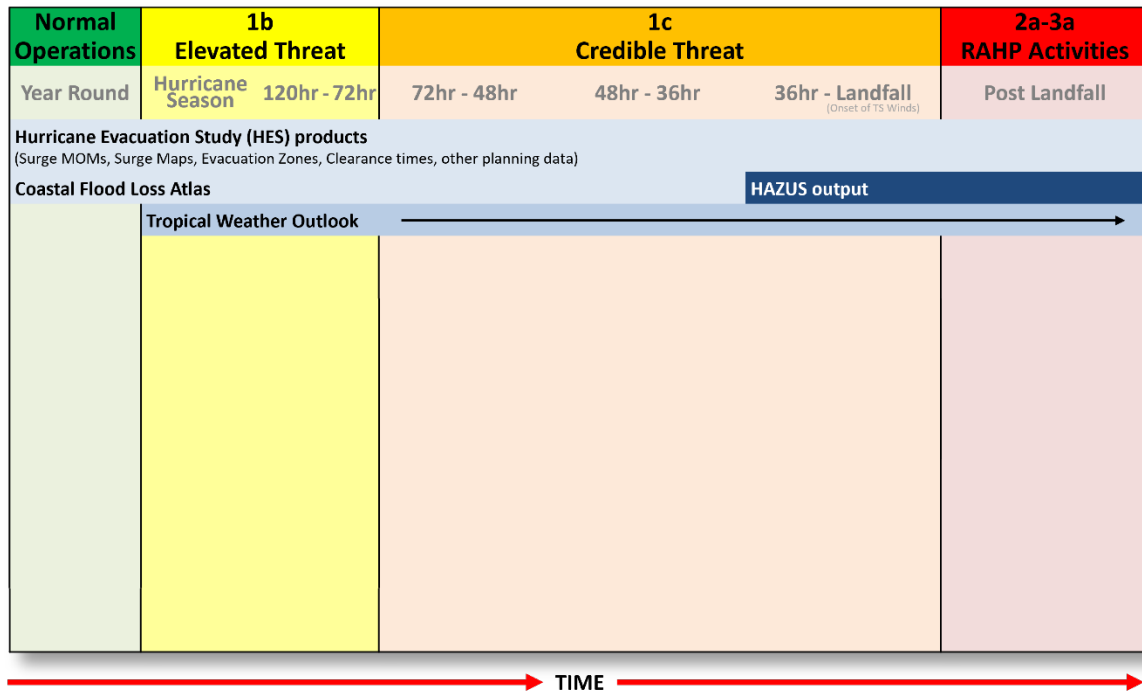 Normal Operations
1b Elevated Threat
1c Credible Threat
2a-3a RAHP Activities
Year Round
Hurricane Season
120hr - 72hr
72hr - 48hr
48hr - 36hr
36hr - Landfall
(Onset of TS Winds)
Post Landfall
Hurricane Evacuation Study (HES) products
(Surge MOMs, Surge Maps, Evacuation Zones, Clearance times, other planning data)
Coastal Flood Loss Atlas
HAZUS output
Tropical Weather Outlook
TIME